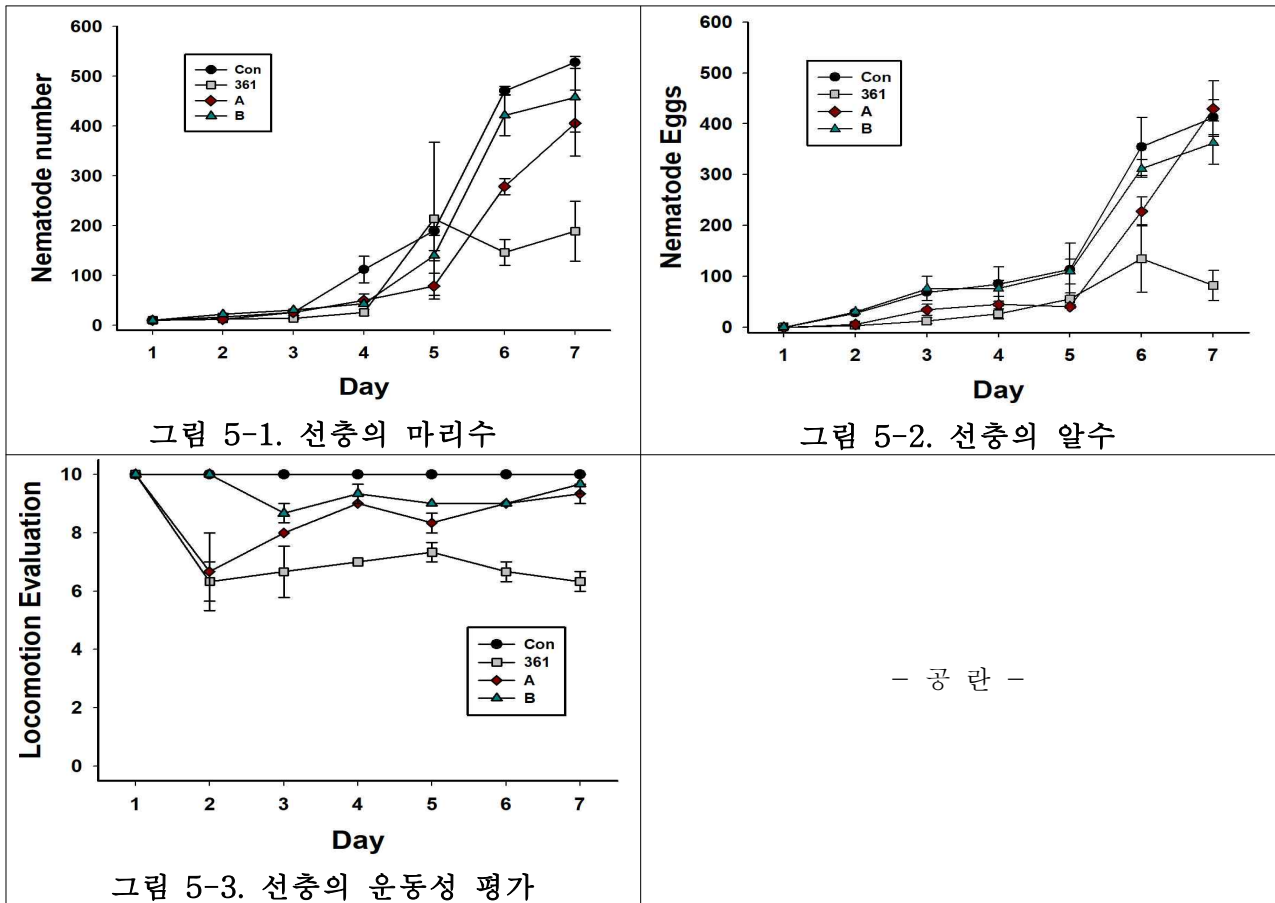 600
500
400
300
200
100
0
Nematode number
Con
361
A
B
1 2 3 4 5 6 7
Day
그림 5-1. 선충의 마리수
600
500
400
300
200
100
0
Nematode Eggs
Con
361
A
B
1 2 3 4 5 6 7
Day
그림 5-2. 선충의 알수
10
8
6
4
2
0
Locomotion Evaluation
Con
361
A
B
1 2 3 4 5 6 7
Day
그림 5-3. 선충의 운동성 평가
- 공 란 -